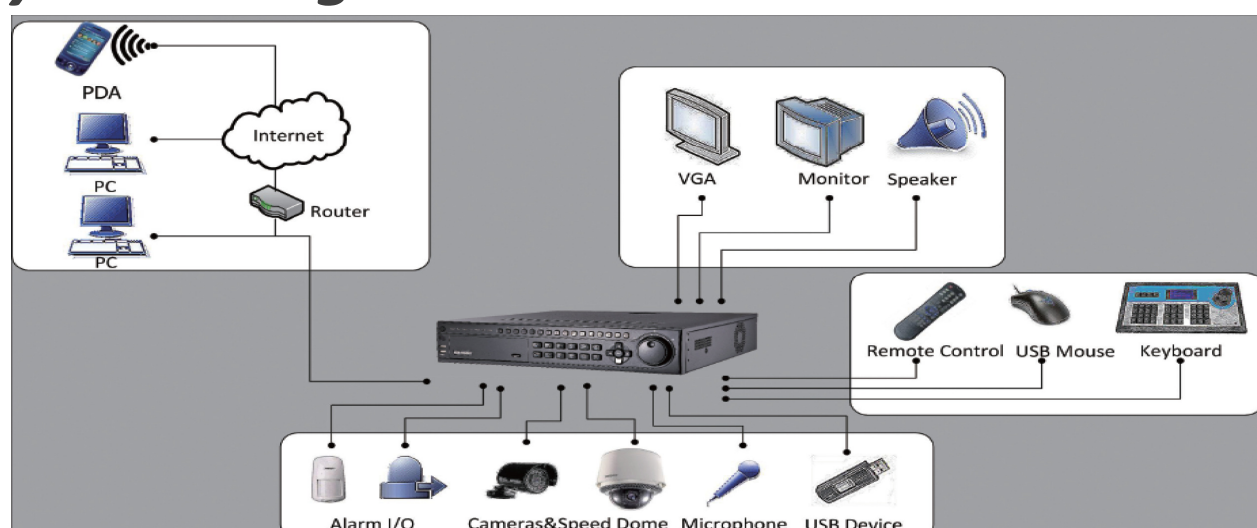 PDA
Internet
PC
Router
PC
VGA
Monitor
Speaker
Remote Control
USB Mouse
Keyboard
Alarm I/O
Cameras&Speed Dome
Microphone
USB Device